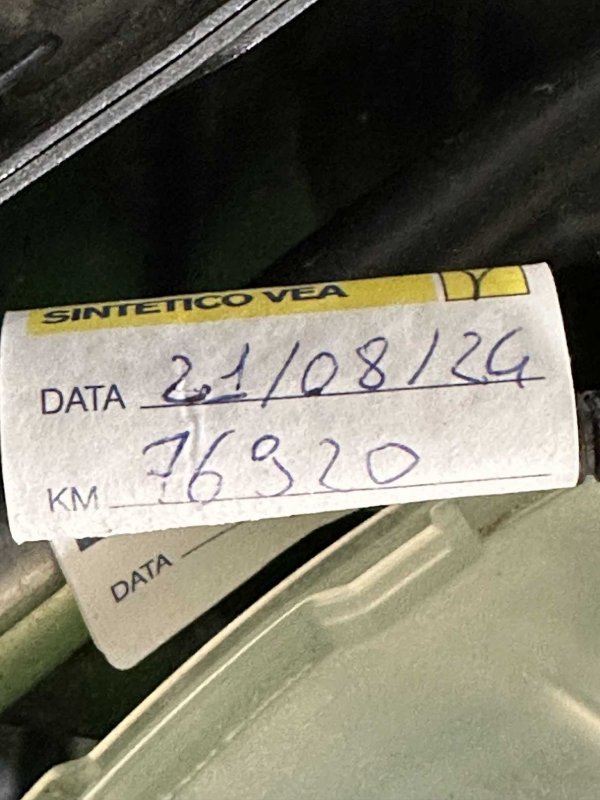 SINTETICO VEA Y
DATA 21/08/24
KM 76920
DATA